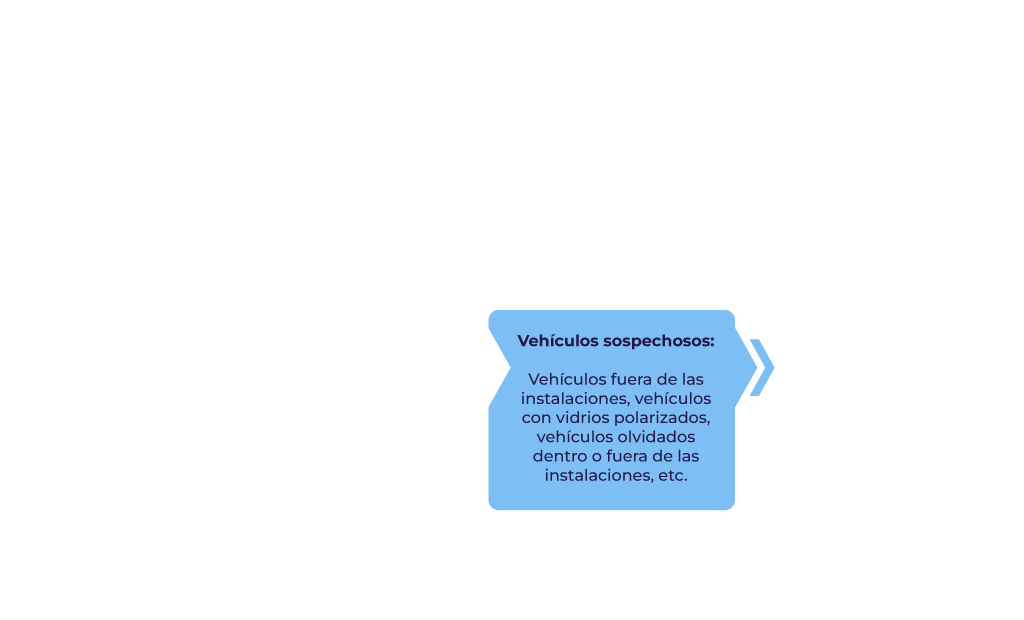 Vehículos sospechosos:
Vehículos fuera de las
instalaciones, vehículos
con vidrios polarizados,
vehículos olvidados
dentro o fuera de las
instalaciones, etc.